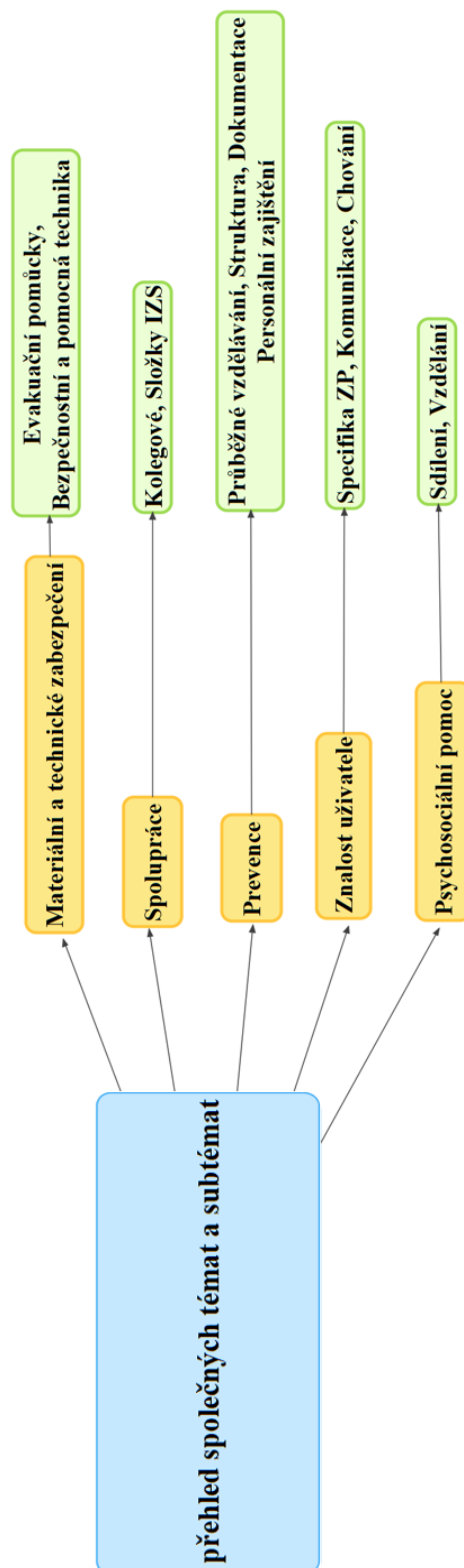 přehled společných témat a subtémat
Materiální a technické zabezpečení
Evakuační pomůcky,
Bezpečnostní a pomocná technika
Spolupráce
Kolegové, Složky IZS
Prevence
Průběžné vzdělávání, Struktura, Dokumentace
Personální zajištění
Znalost uživatele
Specifika ZP, Komunikace, Chování
Psychosociální pomoc
Sdílení, Vzdělání